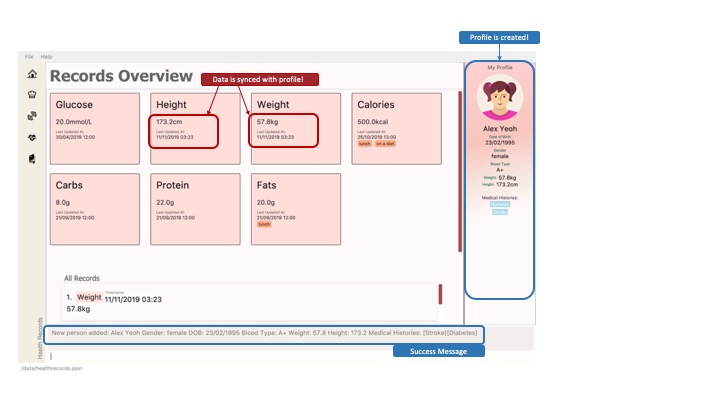 Profile is created!
File Help
My Profile
Records Overview
Data is synced with profile!
Glucose
20.0mmol/L
Last Updated At:
30/04/2019 12:00
Height
173.2cm
Last Updated At:
11/11/2019 03:23
Weight
57.8kg
Last Updated At:
11/11/2019 03:23
Calories
500.0kcal
Last Updated At:
25/10/2019 13:00
lunch on a diet
Carbs
8.0g
Last Updated At:
21/09/2019 12:00
Protein
22.0g
Last Updated At:
21/09/2019 12:00
Fats
20.0g
Last Updated At:
21/09/2019 12:00
lunch
Alex Yeoh
Date of Birth
23/02/1995
Gender
female
Blood Type
A+
Weight: 57.8kg
Height: 173.2cm
Medical Histories:
Diabetes
Stroke
All Records
1. Weight Timestamp: 11/11/2019 03:23
57.8kg
Health Records
New person added: Alex Yeoh Gender: female DOB: 23/02/1995 Blood Type: A+ Weight: 57.8 Height: 173.2 Medical Histories: [Stroke][Diabetes]
Success Message
./data/healthrecords.json